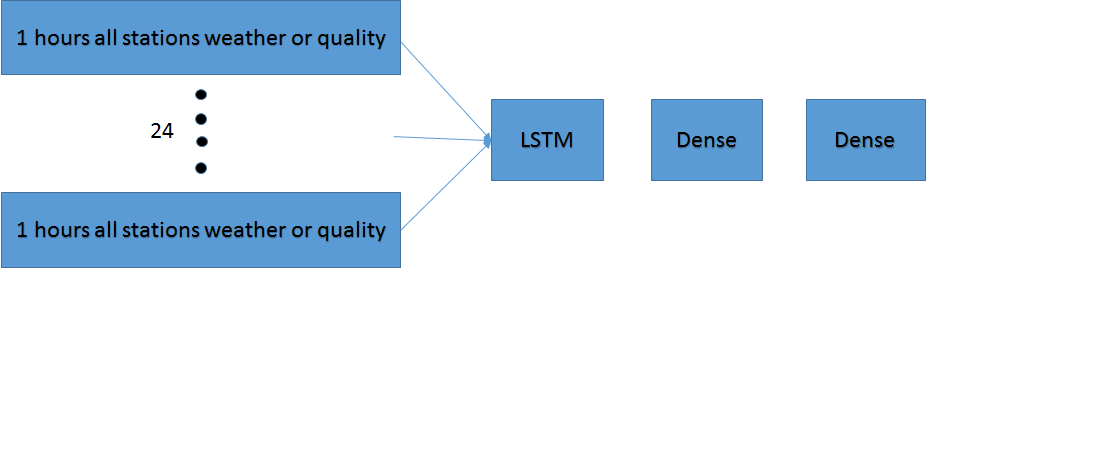 1 hours all stations weather or quality
24
LSTM
Dense
Dense
1 hours all stations weather or quality